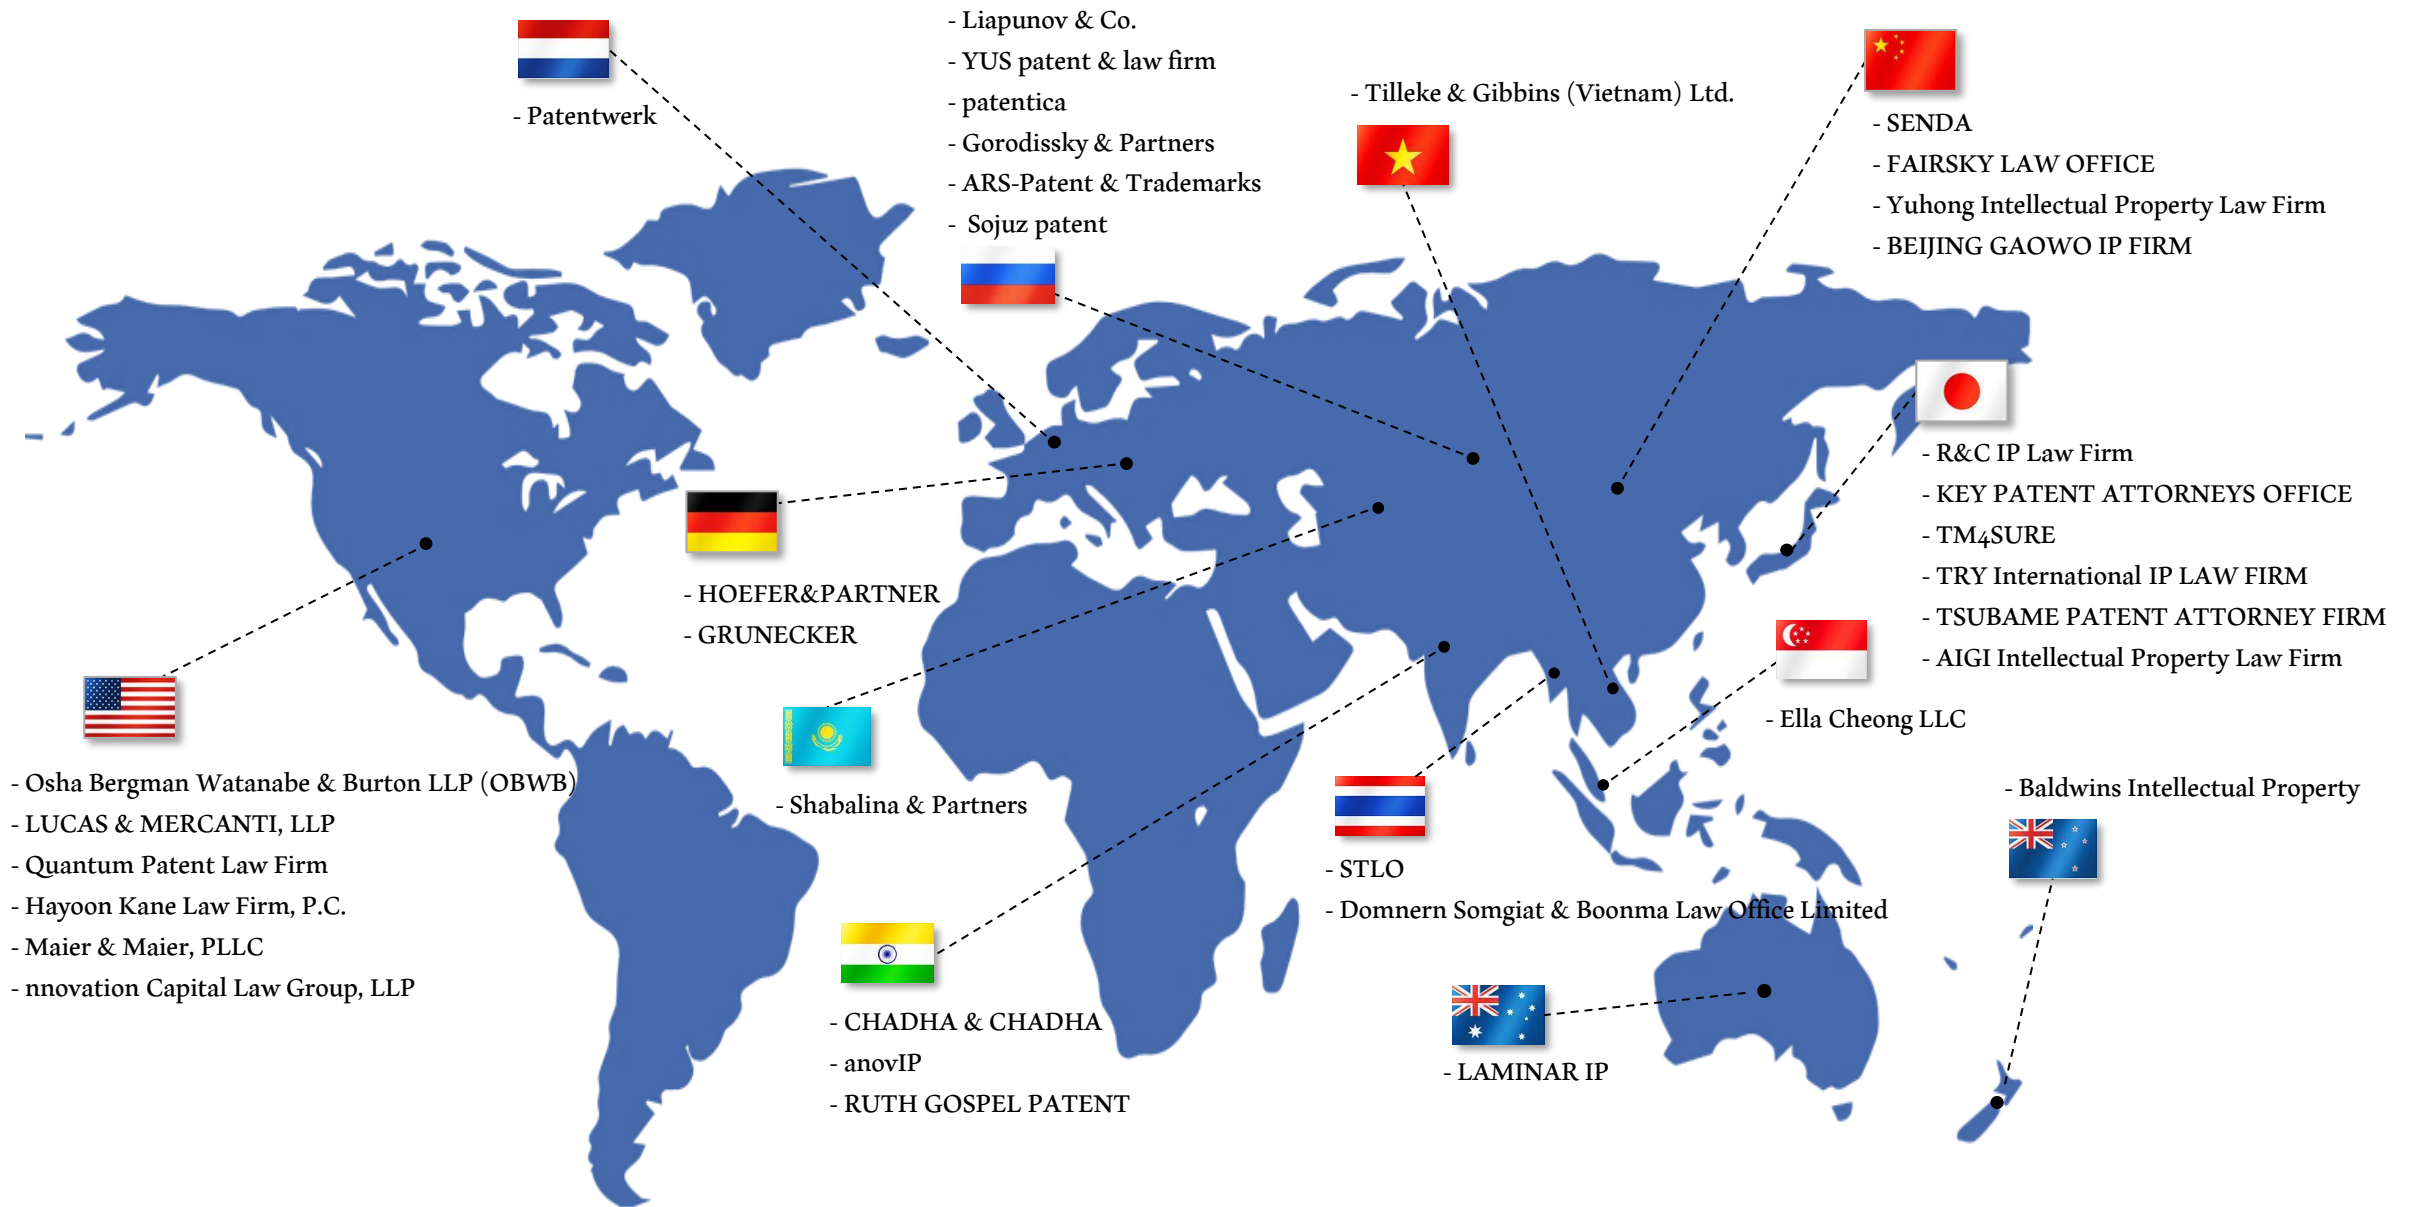 - Patentwerk
- Liapunov & Co.
- YUS patent & law firm
- patentica
- Gorodissky & Partners
- ARS-Patent & Trademarks
- Sojuz patent
- Tilleke & Gibbins (Vietnam) Ltd.
- SENDA
- FAIRSKY LAW OFFICE
- Yuhong Intellectual Property Law Firm
- BEIJING GAOWO IP FIRM
- R&C IP Law Firm
- KEY PATENT ATTORNEYS OFFICE
- TM4SURE
- TRY International IP LAW FIRM
- TSUBAME PATENT ATTORNEY FIRM
- AIGI Intellectual Property Law Firm
- HOEFER&PARTNER
- GRUNECKER
- Ella Cheong LLC
- Osha Bergman Watanabe & Burton LLP (OBWB)
- LUCAS & MERCANTI, LLP
- Quantum Patent Law Firm
- Hayoon Kane Law Firm, P.C.
- Maier & Maier, PLLC
- nnovation Capital Law Group, LLP
- Shabalina & Partners
- Baldwins Intellectual Property
- STLO
- Domnern Somgiat & Boonma Law Office Limited
- CHADHA & CHADHA
- anovIP
- RUTH GOSPEL PATENT
- LAMINAR IP